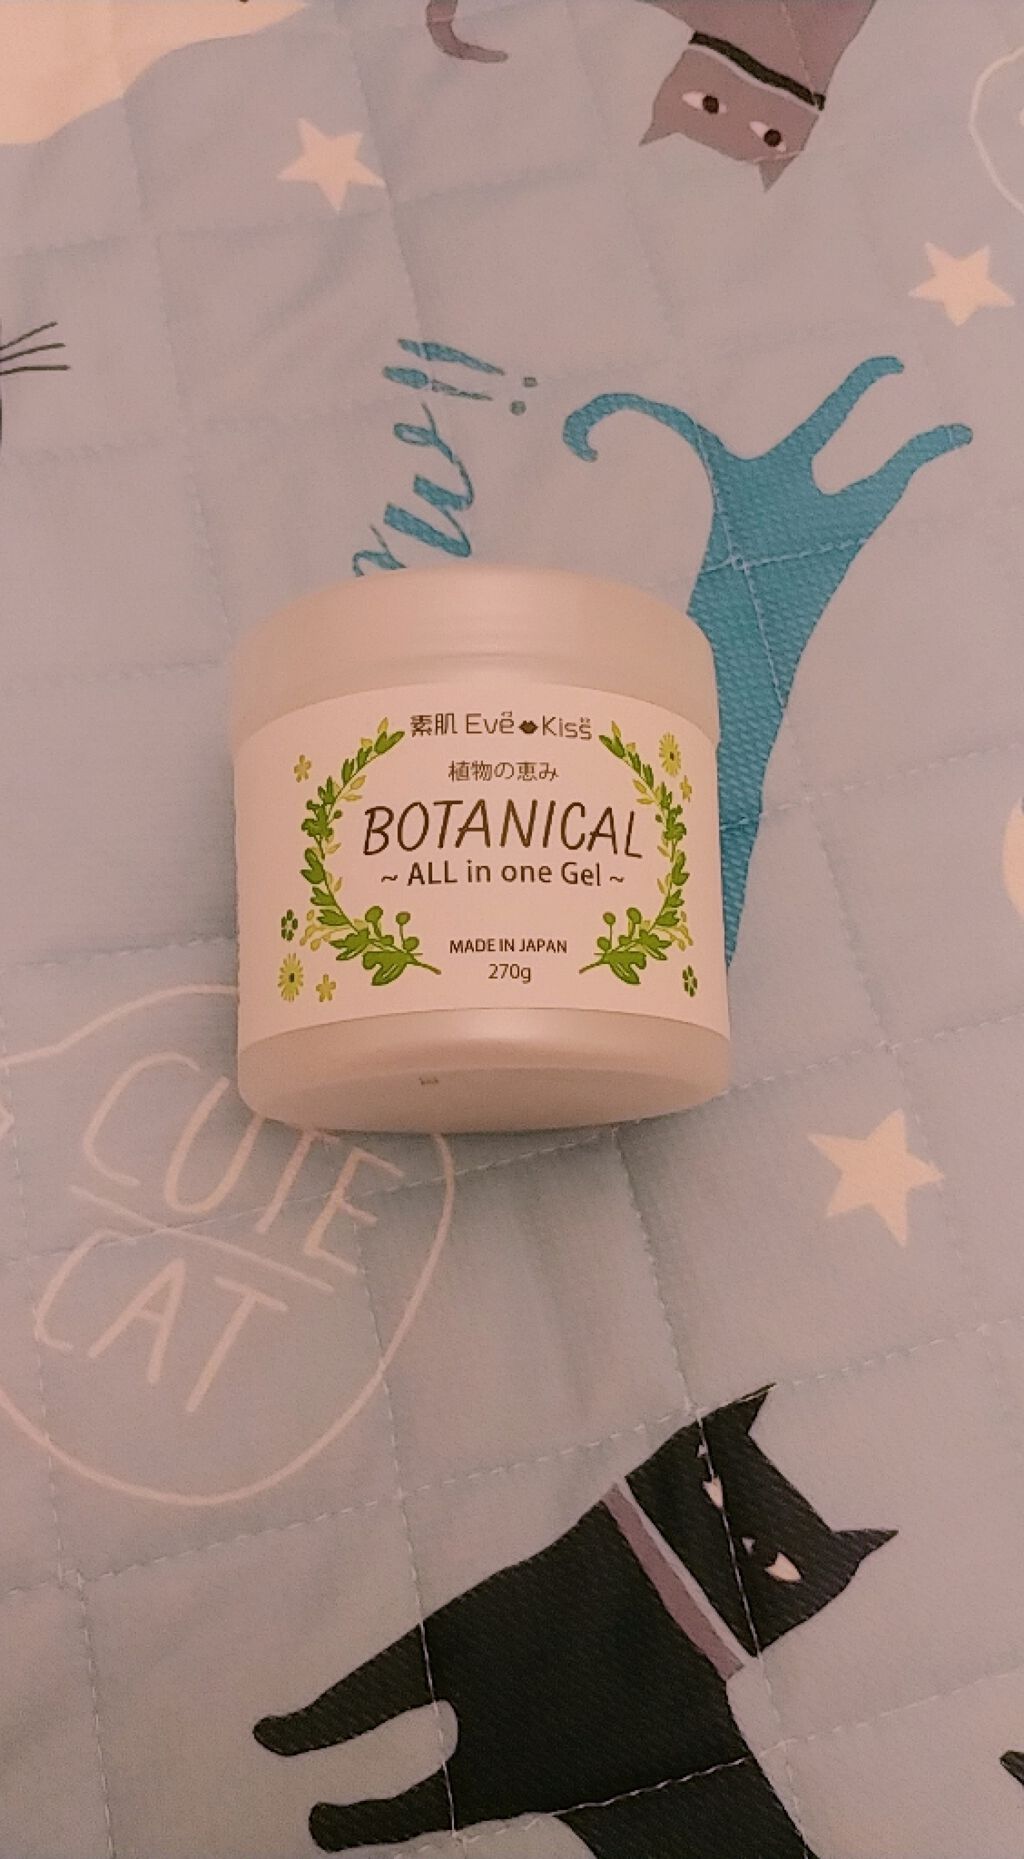 素肌 Eve Kiss
植物の恵み
BOTANICAL
~ ALL in one Gel ~
MADE IN JAPAN
270g
CUTE
CAT